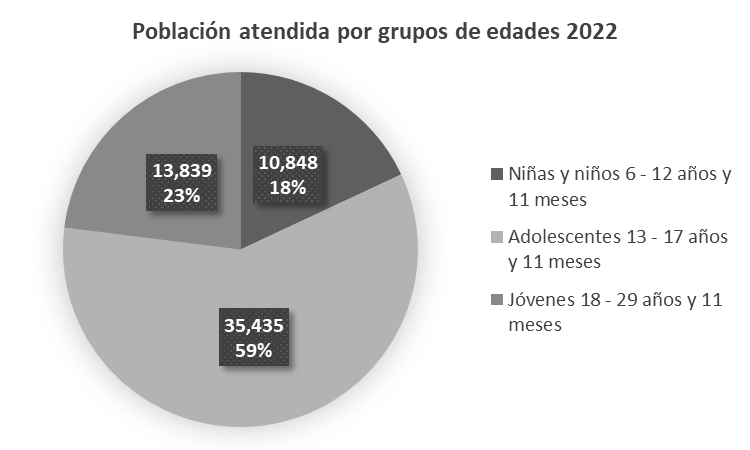 Población atendida por grupos de edades 2022
13,839
23%
10,848
18%
35,435
59%
Niñas y niños 6 - 12 años y
11 meses
Adolescentes 13 - 17 años
y 11 meses
Jóvenes 18 - 29 años y 11
meses